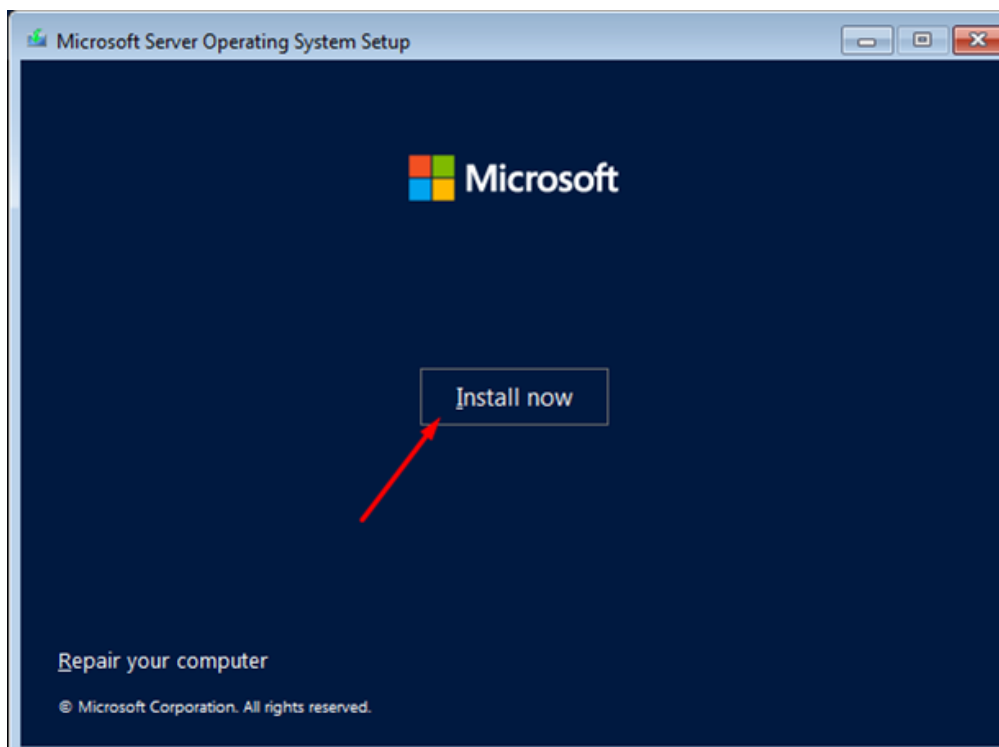 Microsoft Server Operating System Setup
Microsoft
Install now
Repair your computer
© Microsoft Corporation. All rights reserved.